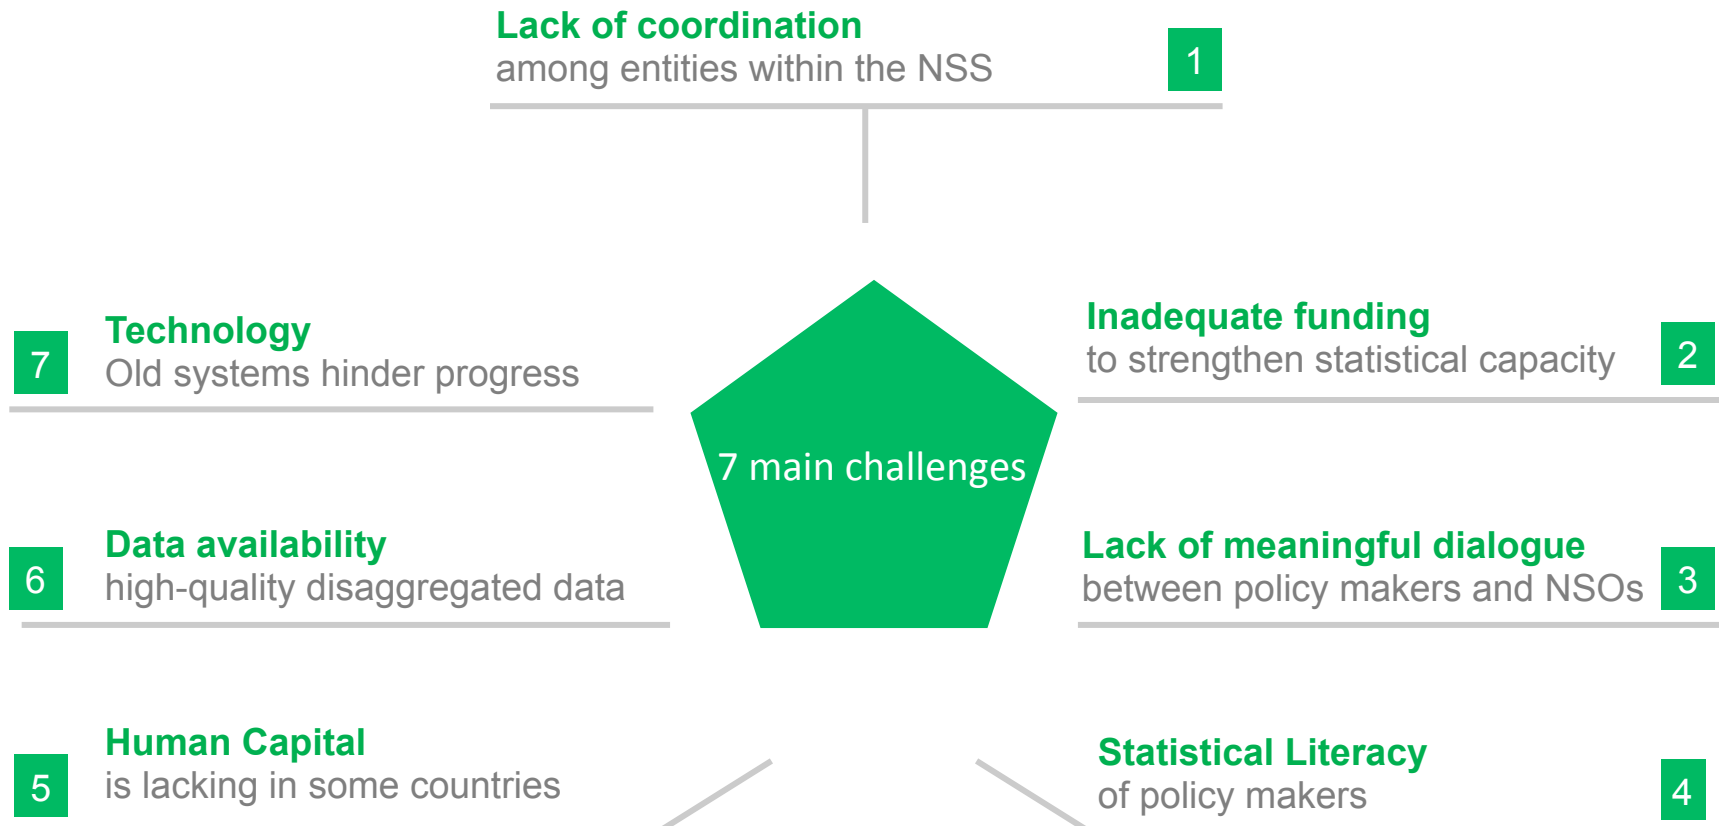 Lack of coordination
among entities within the NSS
1
Inadequate funding
to strengthen statistical capacity
2
Lack of meaningful dialogue
between policy makers and NSOs
3
Statistical Literacy
of policy makers
4
Human Capital
is lacking in some countries
5
Data availability
high-quality disaggregated data
6
Technology
Old systems hinder progress
7
7 main challenges